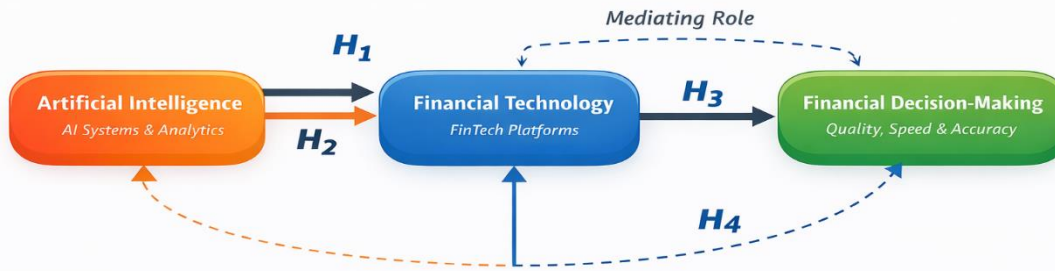 Mediating Role
H1
Artificial Intelligence
AI Systems & Analytics
H2
Financial Technology
FinTech Platforms
H3
Financial Decision-Making
Quality, Speed & Accuracy
H4